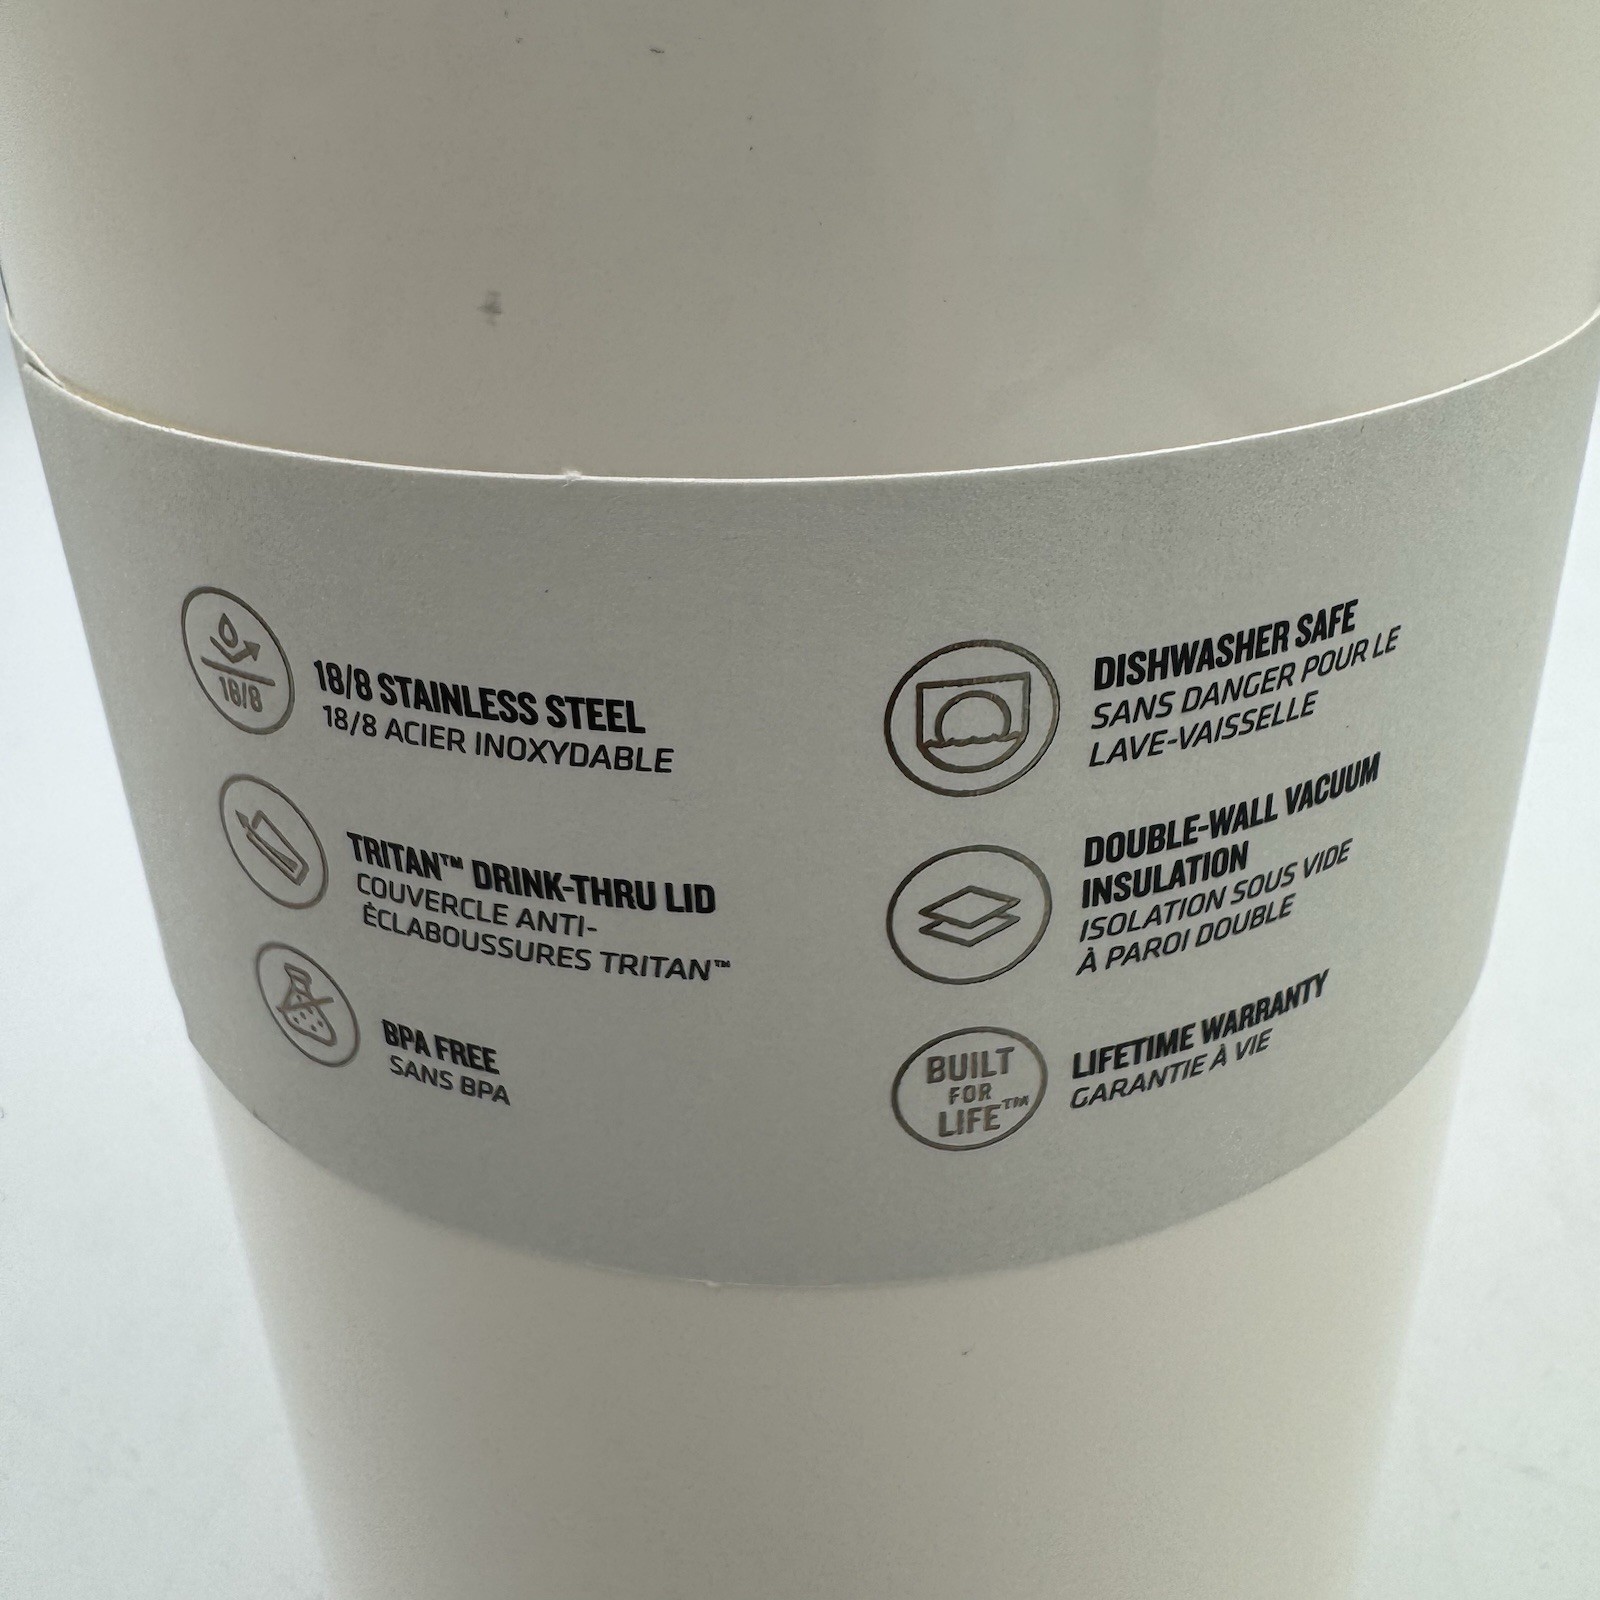 18/8
18/8 STAINLESS STEEL
18/8 ACIER INOXYDABLE
TRITAN™ DRINK-THRU LID
COUVERCLE ANTI-
ÉCLABOUSSURES TRITAN™
BPA FREE
SANS BPA
DISHWASHER SAFE
SANS DANGER POUR LE
LAVE-VAISSELLE
DOUBLE-WALL VACUUM
INSULATION
ISOLATION SOUS VIDE
À PAROI DOUBLE
BUILT
FOR
LIFE™
LIFETIME WARRANTY
GARANTIE À VIE